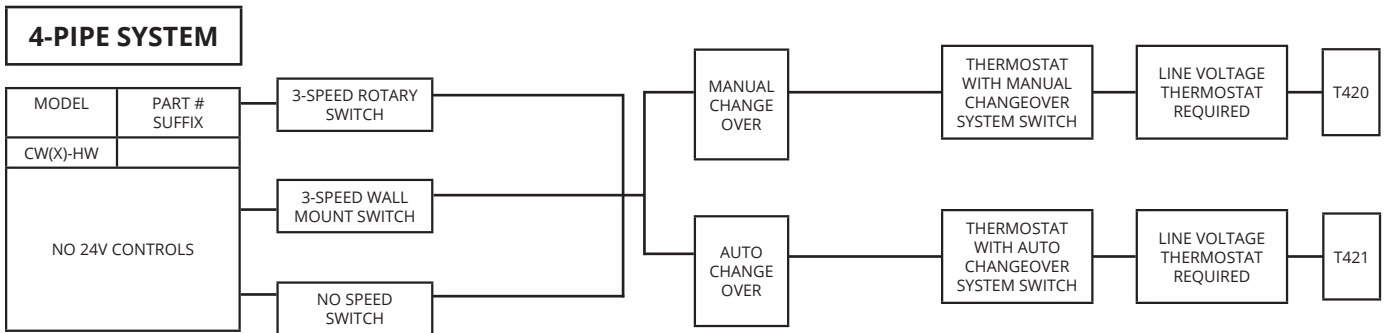 4-PIPE SYSTEM
MODEL
PART #
SUFFIX
CW(X)-HW
NO 24V CONTROLS
3-SPEED ROTARY
SWITCH
3-SPEED WALL
MOUNT SWITCH
NO SPEED
SWITCH
MANUAL
CHANGE
OVER
THERMOSTAT
WITH MANUAL
CHANGEOVER
SYSTEM SWITCH
LINE VOLTAGE
THERMOSTAT
REQUIRED
T420
AUTO
CHANGE
OVER
THERMOSTAT
WITH AUTO
CHANGEOVER
SYSTEM SWITCH
LINE VOLTAGE
THERMOSTAT
REQUIRED
T421